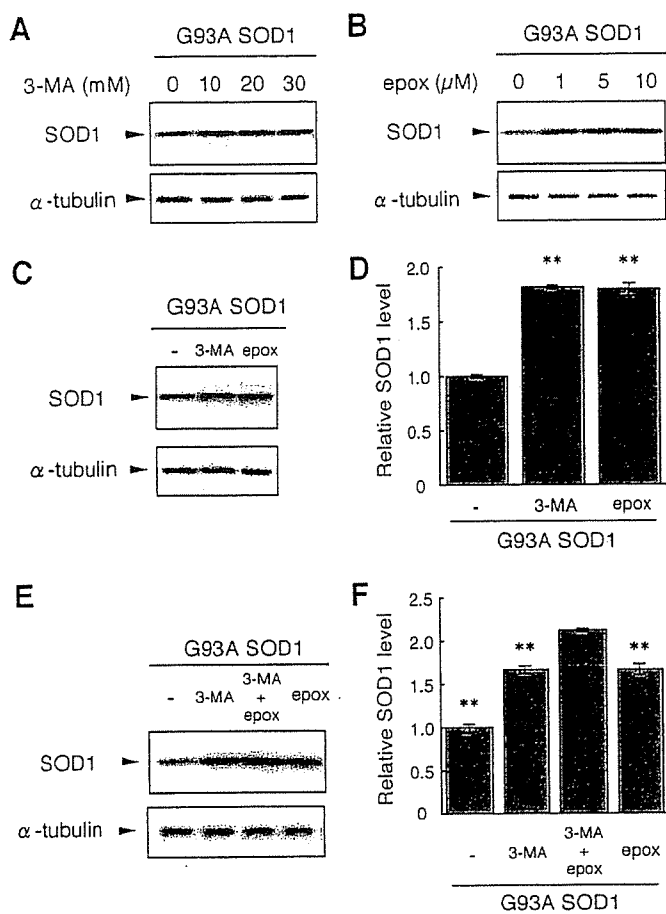 A
G93A SOD1
3-MA (mM) 0 10 20 30
SOD1
α-tubulin
B
G93A SOD1
epox (μM) 0 1 5 10
SOD1
α-tubulin
C
G93A SOD1
- 3-MA epox
SOD1
α-tubulin
D
** **
2.0
1.5
1.0
0.5
0
Relative SOD1 level
- 3-MA epox
G93A SOD1
E
G93A SOD1
- 3-MA 3-MA + epox epox
SOD1
α-tubulin
F
2.5
2.0
1.5
1.0
0.5
0
Relative SOD1 level
** ** **
- 3-MA 3-MA + epox epox
G93A SOD1